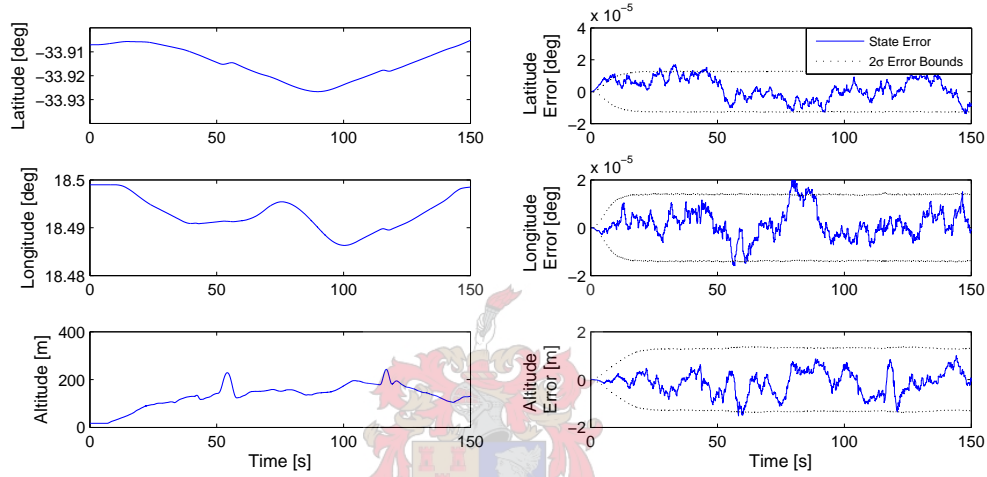 Latitude [deg]
−33.91
−33.92
−33.93
0 50 100 150
x 10⁻⁵
Latitude
Error [deg]
4
2
0
−2
0 50 100 150
State Error
2σ Error Bounds
Longitude [deg]
18.5
18.49
18.48
0 50 100 150
x 10⁻⁵
Longitude
Error [deg]
2
0
−2
0 50 100 150
Altitude [m]
400
200
0
0 50 100 150
Time [s]
Altitude
Error [m]
2
0
−2
0 50 100 150
Time [s]